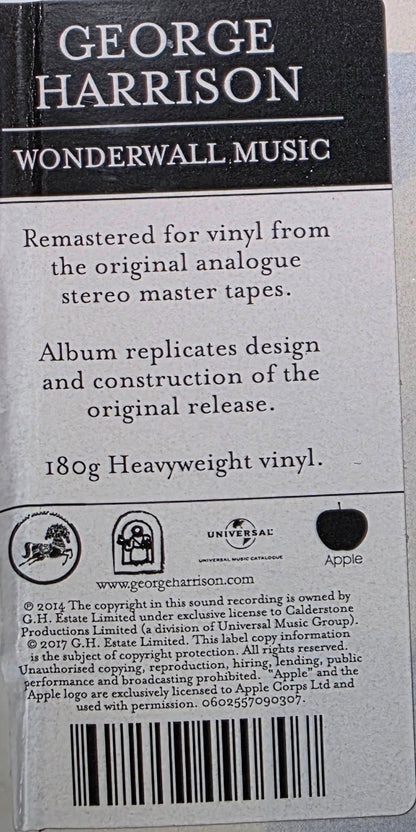 GEORGE
HARRISON
WONDERWALL MUSIC
Remastered for vinyl from
the original analogue
stereo master tapes.
Album replicates design
and construction of the
original release.
180g Heavyweight vinyl.
UNIVERSAL
UNIVERSAL MUSIC CATALOGUE
Apple
www.georgeharrison.com
℗ 2014 The copyright in this sound recording is owned by
G.H. Estate Limited under exclusive license to Calderstone
Productions Limited (a division of Universal Music Group).
© 2017 G.H. Estate Limited. This label copy information
is the subject of copyright protection. All rights reserved.
Unauthorised copying, reproduction, hiring, lending, public
performance and broadcasting prohibited. "Apple" and the
Apple logo are exclusively licensed to Apple Corps Ltd and
used with permission. 0602557090307.